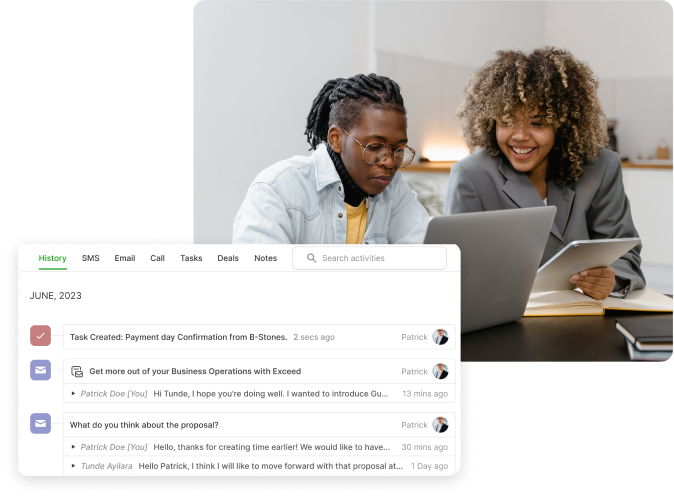 History SMS Email Call Tasks Deals Notes Search activities
JUNE, 2023
Task Created: Payment day Confirmation from B-Stones. 2 secs ago Patrick
Get more out of your Business Operations with Exceed Patrick
Patrick Doe [You] Hi Tunde, I hope you're doing well. I wanted to introduce Gu... 13 mins ago
What do you think about the proposal? Patrick
Patrick Doe [You] Hello, thanks for creating time earlier! We would like to have... 30 mins ago
Tunde Ayilara Hello Patrick, I think I will like to move forward with that proposal at... 1 Day ago